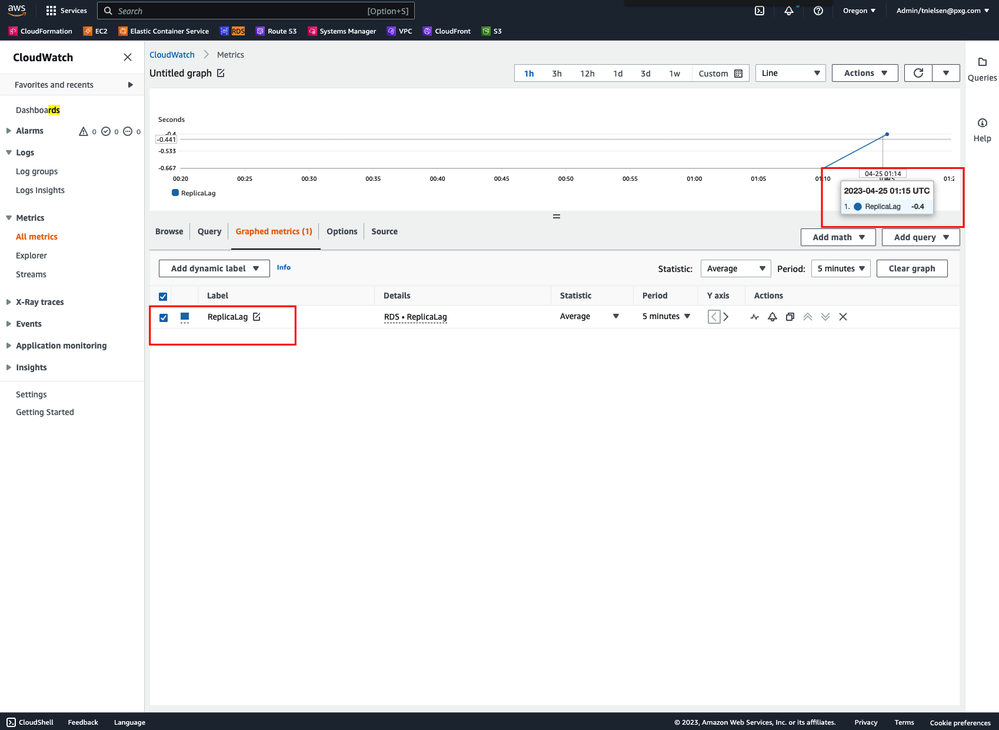 aws Services Search [Option+S] Oregon Admin/tnielsen@pxg.com
CloudFormation EC2 Elastic Container Service RDS Route 53 Systems Manager VPC CloudFront S3
CloudWatch
Favorites and recents
Dashboards
Alarms 0 0 0
Logs
Log groups
Logs Insights
Metrics
All metrics
Explorer
Streams
X-Ray traces
Events
Application monitoring
Insights
Settings
Getting Started
CloudWatch Metrics
Untitled graph
1h 3h 12h 1d 3d 1w Custom Line Actions
Queries
Help
Seconds
-0.4
-0.441
-0.533
-0.667
00:20 00:25 00:30 00:35 00:40 00:45 00:50 00:55 01:00 01:05 01:10
04-25 01:14
ReplicaLag
2023-04-25 01:15 UTC
1. ReplicaLag -0.4
Browse Query Graphed metrics (1) Options Source
Add math Add query
Add dynamic label Info Statistic: Average Period: 5 minutes Clear graph
Label Details Statistic Period Y axis Actions
ReplicaLag RDS • ReplicaLag Average 5 minutes
CloudShell Feedback Language © 2023, Amazon Web Services, Inc. or its affiliates. Privacy Terms Cookie preferences